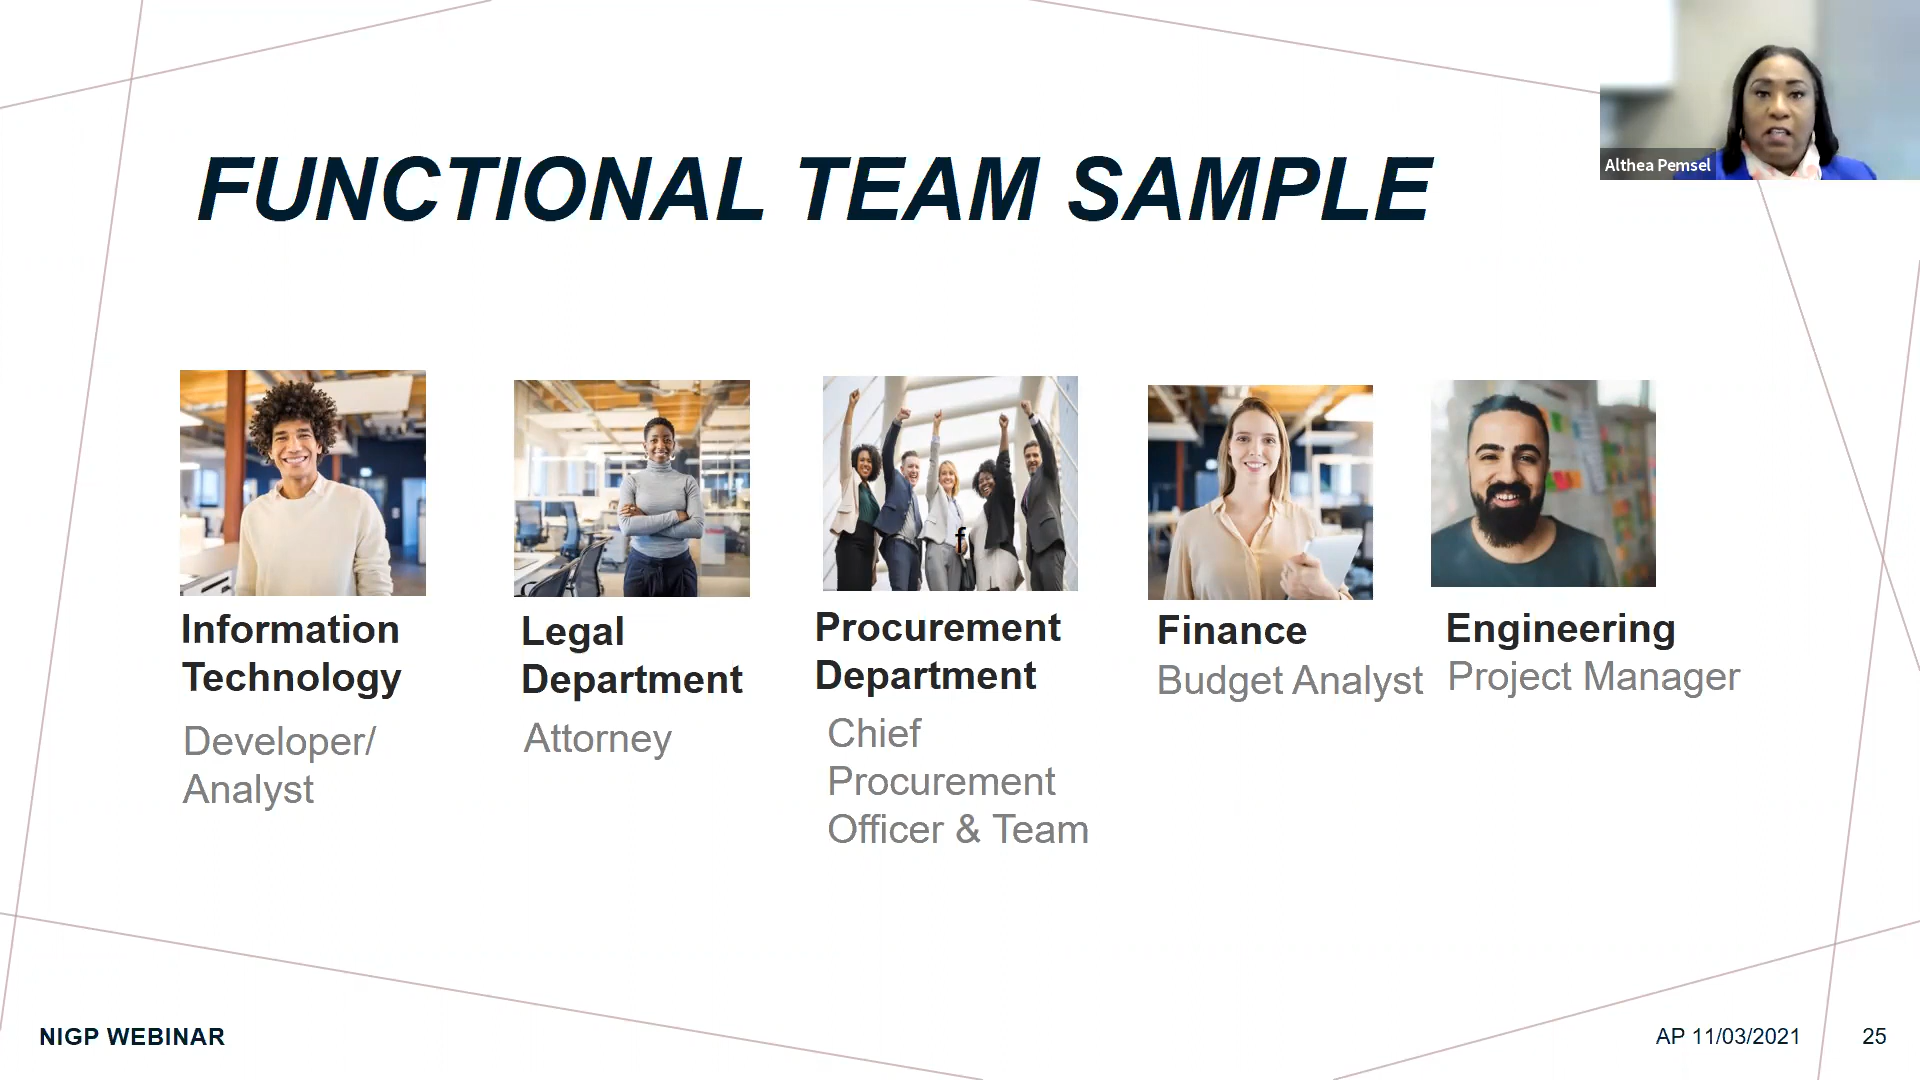 Althea Pemsel
FUNCTIONAL TEAM SAMPLE
f
Information
Technology
Developer/
Analyst
Legal
Department
Attorney
Procurement
Department
Chief
Procurement
Officer & Team
Finance
Budget Analyst
Engineering
Project Manager
NIGP WEBINAR
AP 11/03/2021
25